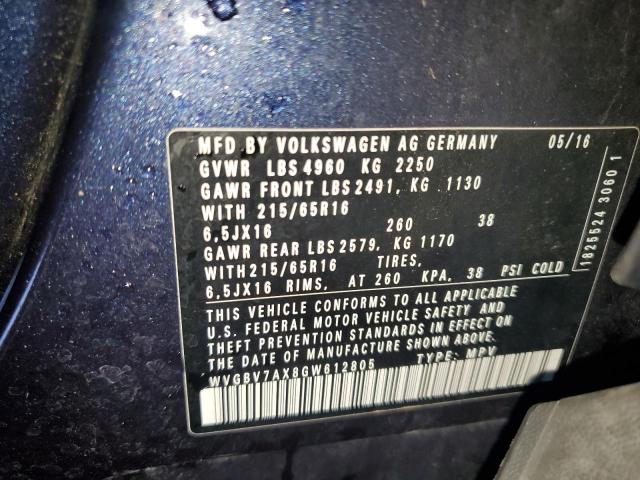 MFD BY VOLKSWAGEN AG GERMANY 05/16
GVWR LBS 4960 KG 2250
GAWR FRONT LBS 2491, KG 1130
WITH 215/65R16
6,5JX16 260 38
GAWR REAR LBS 2579, KG 1170
WITH 215/65R16 TIRES,
6,5JX16 RIMS, AT 260 KPA, 38 PSI COLD
THIS VEHICLE CONFORMS TO ALL APPLICABLE
U.S. FEDERAL MOTOR VEHICLE SAFETY AND
THEFT PREVENTION STANDARDS IN EFFECT ON
THE DATE OF MANUFACTURE SHOWN ABOVE.
WVGBV7AX8GW612805 TYPE: MPV
1825524 3060 1